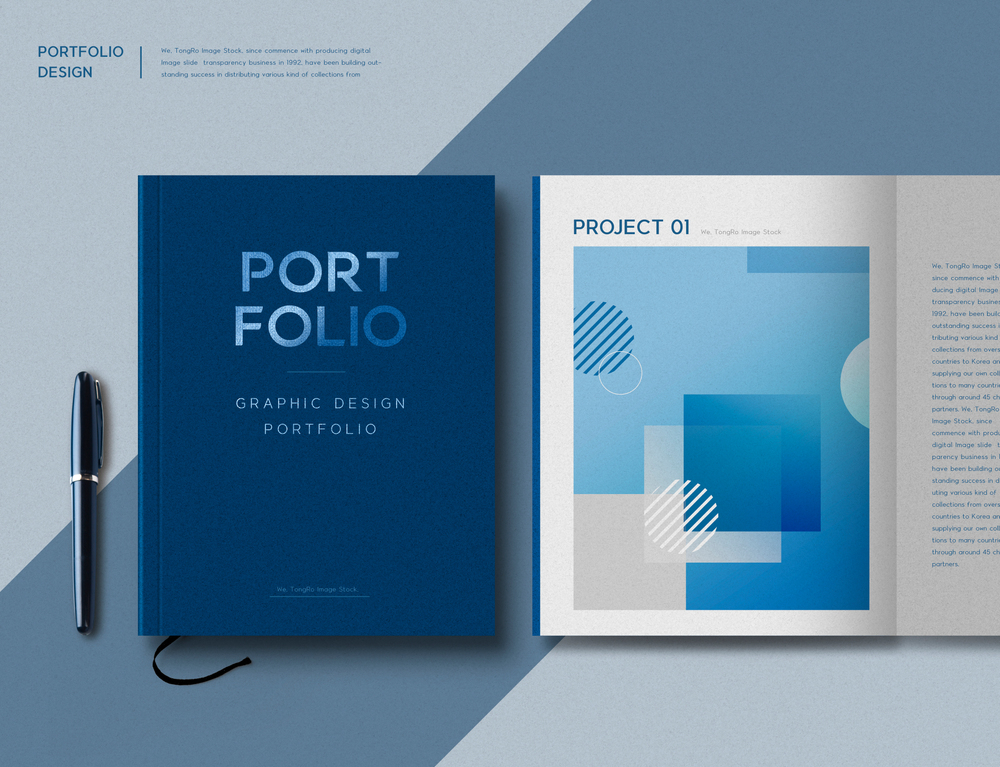 PORTFOLIO
DESIGN
We. TongRo Image Stock, since commence with producing digital
Image slide transparency business in 1992, have been building out-
standing success in distributing various kind of collections from
PORT
FOLIO
GRAPHIC DESIGN
PORTFOLIO
We. TongRo Image Stock.
PROJECT 01
We. TongRo Image Stock
We. TongRo Image St
since commence with
ducing digital Image
transparency busines
1992, have been build
outstanding success i
tributing various kind
collections from overs
countries to Korea an
supplying our own coll
tions to many countri
through around 45 ch
partners. We. TongRo
Image Stock, since
commence with produ
digital Image slide t
parency business in 1
have been building o
standing success in d
uting various kind of
collections from overs
countries to Korea an
supplying our own coll
tions to many countri
through around 45 ch
partners.